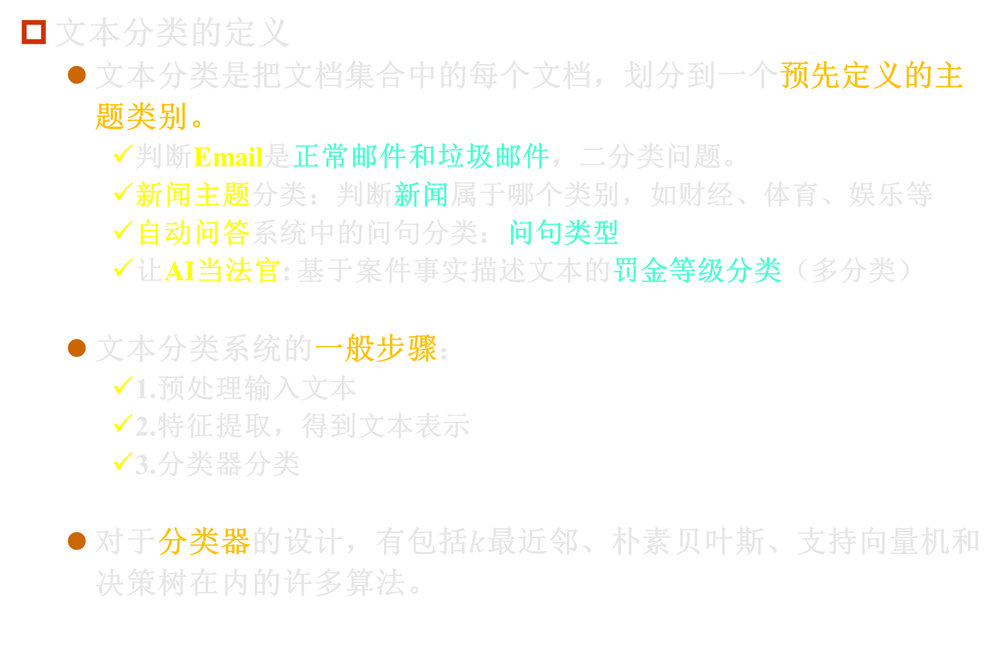 文本分类的定义
文本分类是把文档集合中的每个文档，划分到一个预先定义的主
题类别。
判断Email是正常邮件和垃圾邮件，二分类问题。
新闻主题分类：判断新闻属于哪个类别，如财经、体育、娱乐等
自动问答系统中的问句分类：问句类型
让AI当法官：基于案件事实描述文本的罚金等级分类（多分类）
文本分类系统的一般步骤：
1.预处理输入文本
2.特征提取，得到文本表示
3.分类器分类
对于分类器的设计，有包括k最近邻、朴素贝叶斯、支持向量机和
决策树在内的许多算法。